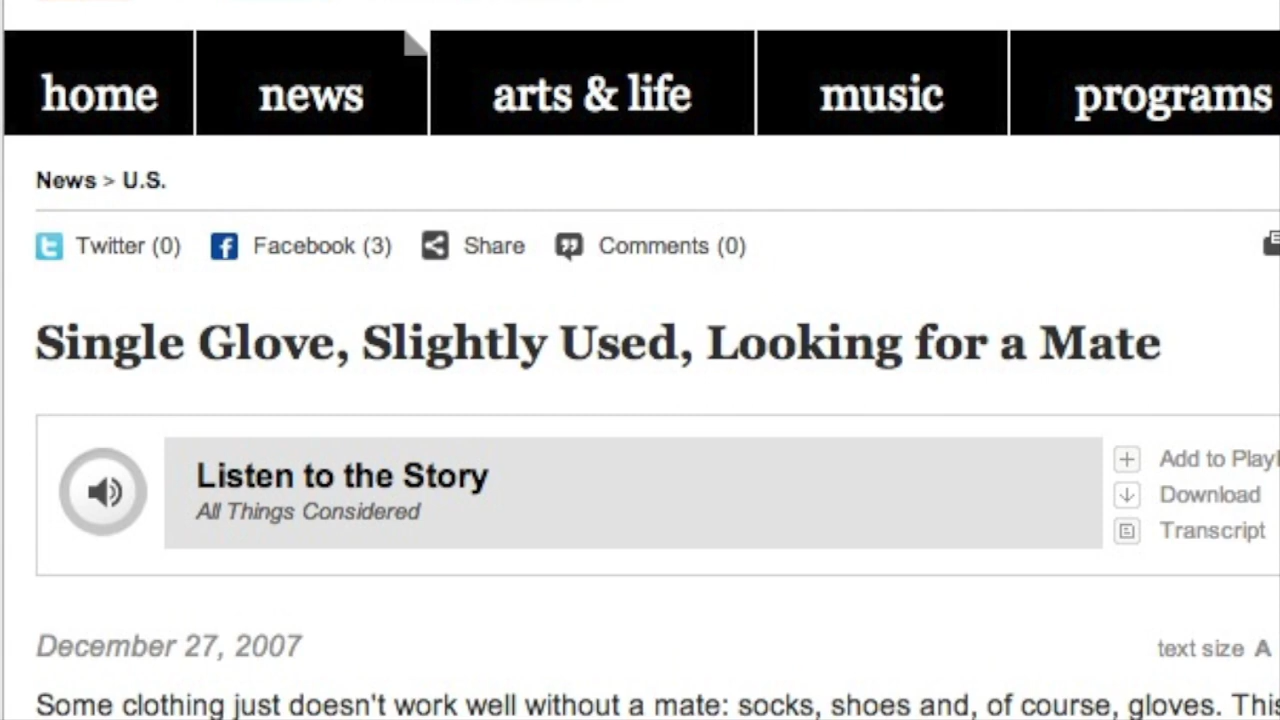 home news arts & life music programs
News > U.S.
Twitter (0) Facebook (3) Share Comments (0)
Single Glove, Slightly Used, Looking for a Mate
Listen to the Story
All Things Considered
Add to Playl
Download
Transcript
December 27, 2007
text size A
Some clothing just doesn't work well without a mate: socks, shoes and, of course, gloves. This